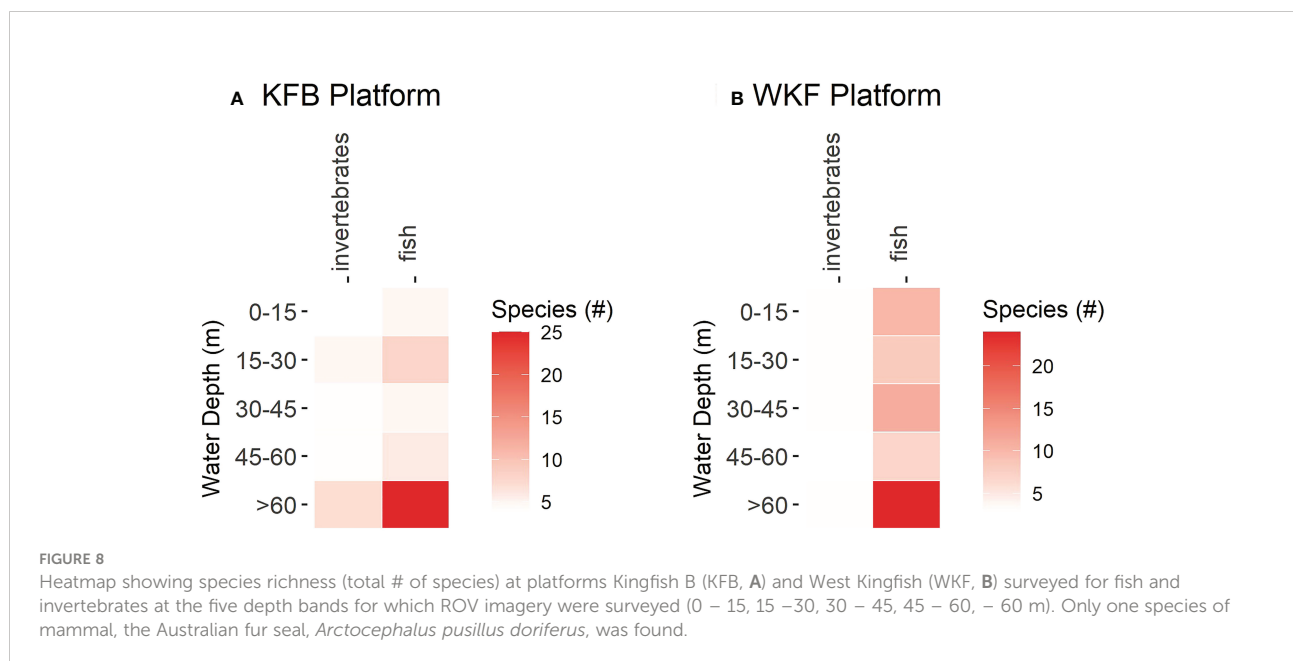 A KFB Platform
invertebrates
fish
Water Depth (m)
0-15
15-30
30-45
45-60
>60
Species (#)
25
20
15
10
5
B WKF Platform
invertebrates
fish
Water Depth (m)
0-15
15-30
30-45
45-60
>60
Species (#)
20
15
10
5
FIGURE 8
Heatmap showing species richness (total # of species) at platforms Kingfish B (KFB, A) and West Kingfish (WKF, B) surveyed for fish and
invertebrates at the five depth bands for which ROV imagery were surveyed (0 – 15, 15 –30, 30 – 45, 45 – 60, – 60 m). Only one species of
mammal, the Australian fur seal, Arctocephalus pusillus doriferus, was found.